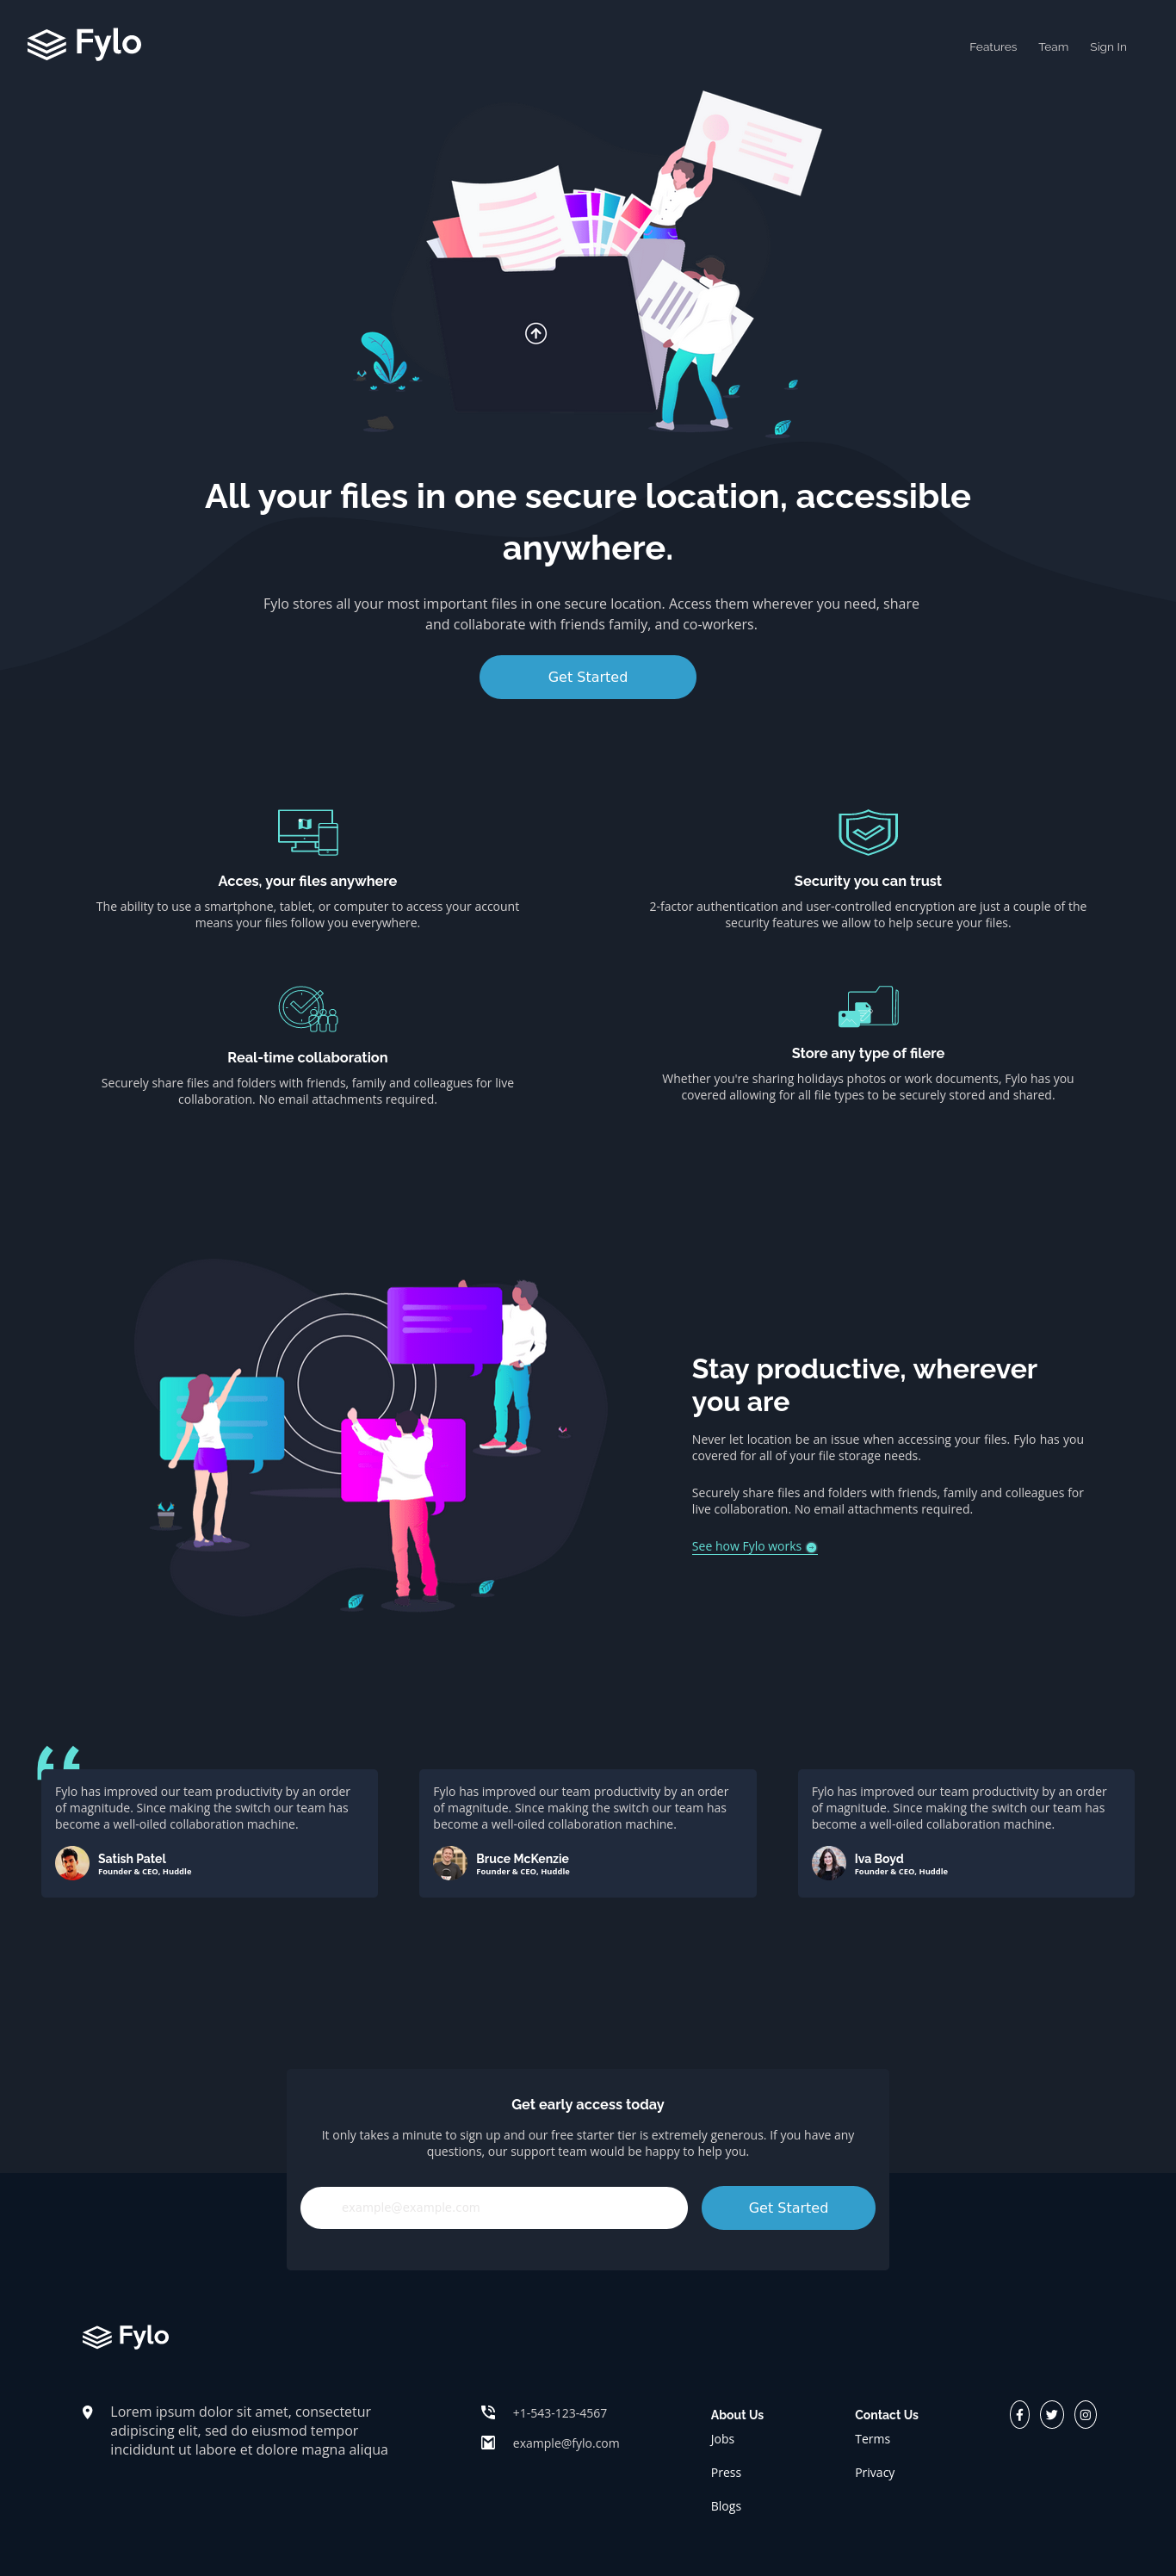 Fylo
Features Team Sign In
All your files in one secure location, accessible
anywhere.
Fylo stores all your most important files in one secure location. Access them wherever you need, share
and collaborate with friends family, and co-workers.
Get Started
Acces, your files anywhere
The ability to use a smartphone, tablet, or computer to access your account
means your files follow you everywhere.
Security you can trust
2-factor authentication and user-controlled encryption are just a couple of the
security features we allow to help secure your files.
Real-time collaboration
Securely share files and folders with friends, family and colleagues for live
collaboration. No email attachments required.
Store any type of filere
Whether you're sharing holidays photos or work documents, Fylo has you
covered allowing for all file types to be securely stored and shared.
Stay productive, wherever
you are
Never let location be an issue when accessing your files. Fylo has you
covered for all of your file storage needs.
Securely share files and folders with friends, family and colleagues for
live collaboration. No email attachments required.
See how Fylo works
Fylo has improved our team productivity by an order
of magnitude. Since making the switch our team has
become a well-oiled collaboration machine.
Satish Patel
Founder & CEO, Huddle
Fylo has improved our team productivity by an order
of magnitude. Since making the switch our team has
become a well-oiled collaboration machine.
Bruce McKenzie
Founder & CEO, Huddle
Fylo has improved our team productivity by an order
of magnitude. Since making the switch our team has
become a well-oiled collaboration machine.
Iva Boyd
Founder & CEO, Huddle
Get early access today
It only takes a minute to sign up and our free starter tier is extremely generous. If you have any
questions, our support team would be happy to help you.
example@example.com
Get Started
Fylo
Lorem ipsum dolor sit amet, consectetur
adipiscing elit, sed do eiusmod tempor
incididunt ut labore et dolore magna aliqua
+1-543-123-4567
example@fylo.com
About Us
Jobs
Press
Blogs
Contact Us
Terms
Privacy